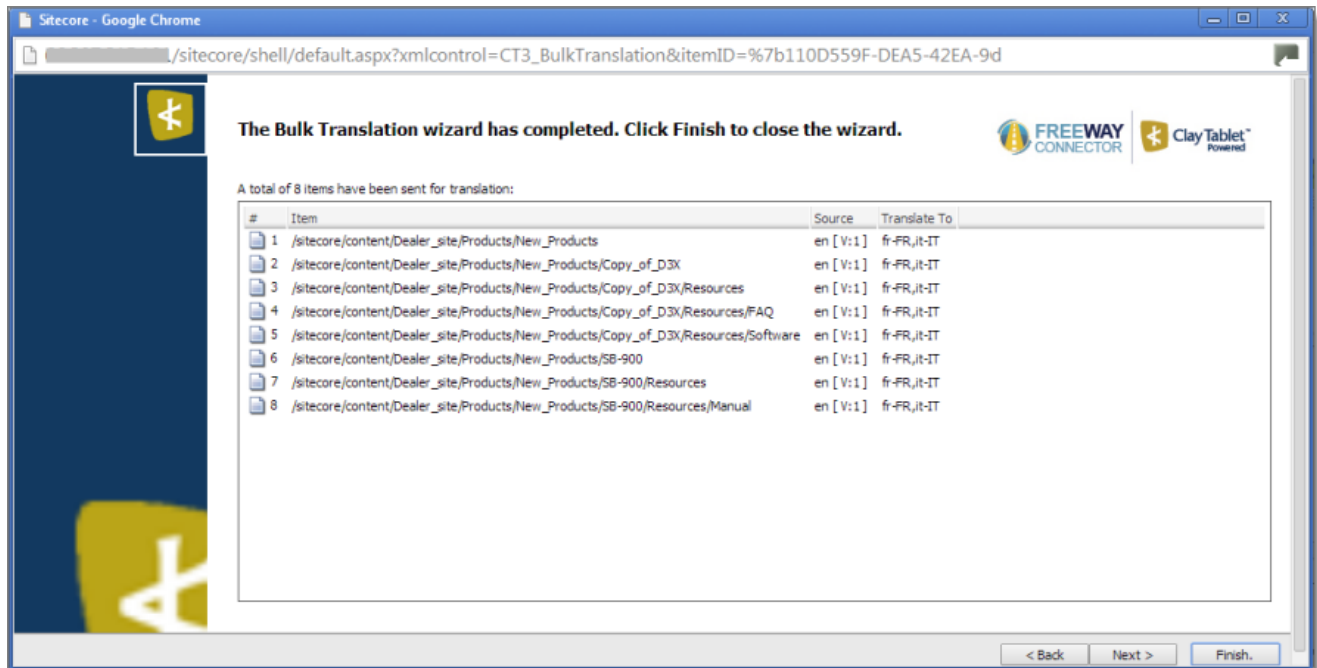 Sitecore - Google Chrome
/sitecore/shell/default.aspx?xmlcontrol=CT3_BulkTranslation&itemID=%7b110D559F-DEA5-42EA-9d
The Bulk Translation wizard has completed. Click Finish to close the wizard.
FREEWAY
CONNECTOR
Clay Tablet™
Powered
A total of 8 items have been sent for translation:
# Item Source Translate To
1 /sitecore/content/Dealer_site/Products/New_Products en [ V:1 ] fr-FR,it-IT
2 /sitecore/content/Dealer_site/Products/New_Products/Copy_of_D3X en [ V:1 ] fr-FR,it-IT
3 /sitecore/content/Dealer_site/Products/New_Products/Copy_of_D3X/Resources en [ V:1 ] fr-FR,it-IT
4 /sitecore/content/Dealer_site/Products/New_Products/Copy_of_D3X/Resources/FAQ en [ V:1 ] fr-FR,it-IT
5 /sitecore/content/Dealer_site/Products/New_Products/Copy_of_D3X/Resources/Software en [ V:1 ] fr-FR,it-IT
6 /sitecore/content/Dealer_site/Products/New_Products/SB-900 en [ V:1 ] fr-FR,it-IT
7 /sitecore/content/Dealer_site/Products/New_Products/SB-900/Resources en [ V:1 ] fr-FR,it-IT
8 /sitecore/content/Dealer_site/Products/New_Products/SB-900/Resources/Manual en [ V:1 ] fr-FR,it-IT
< Back Next > Finish.